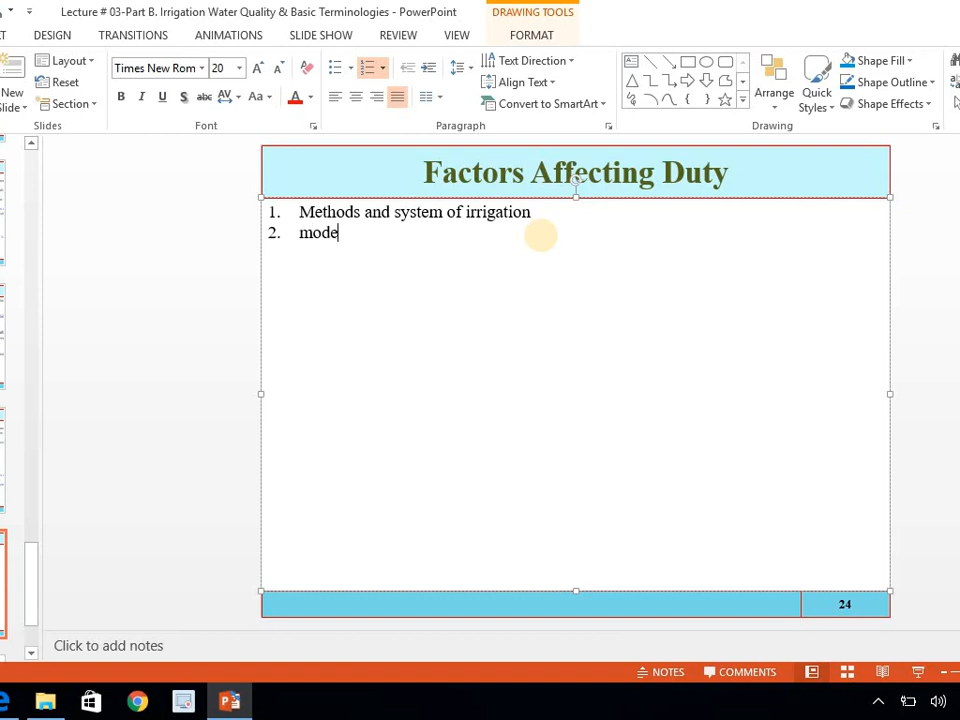 Lecture # 03-Part B. Irrigation Water Quality & Basic Terminologies - PowerPoint
DRAWING TOOLS
DESIGN TRANSITIONS ANIMATIONS SLIDE SHOW REVIEW VIEW FORMAT
New
Slide
Layout
Reset
Section
Slides
Times New Rom 20
B I U S abc AV Aa A
Font
Text Direction
Align Text
Convert to SmartArt
Paragraph
Arrange
Quick
Styles
Shape Fill
Shape Outline
Shape Effects
Drawing
Factors Affecting Duty
1. Methods and system of irrigation
2. mode
24
Click to add notes
NOTES COMMENTS